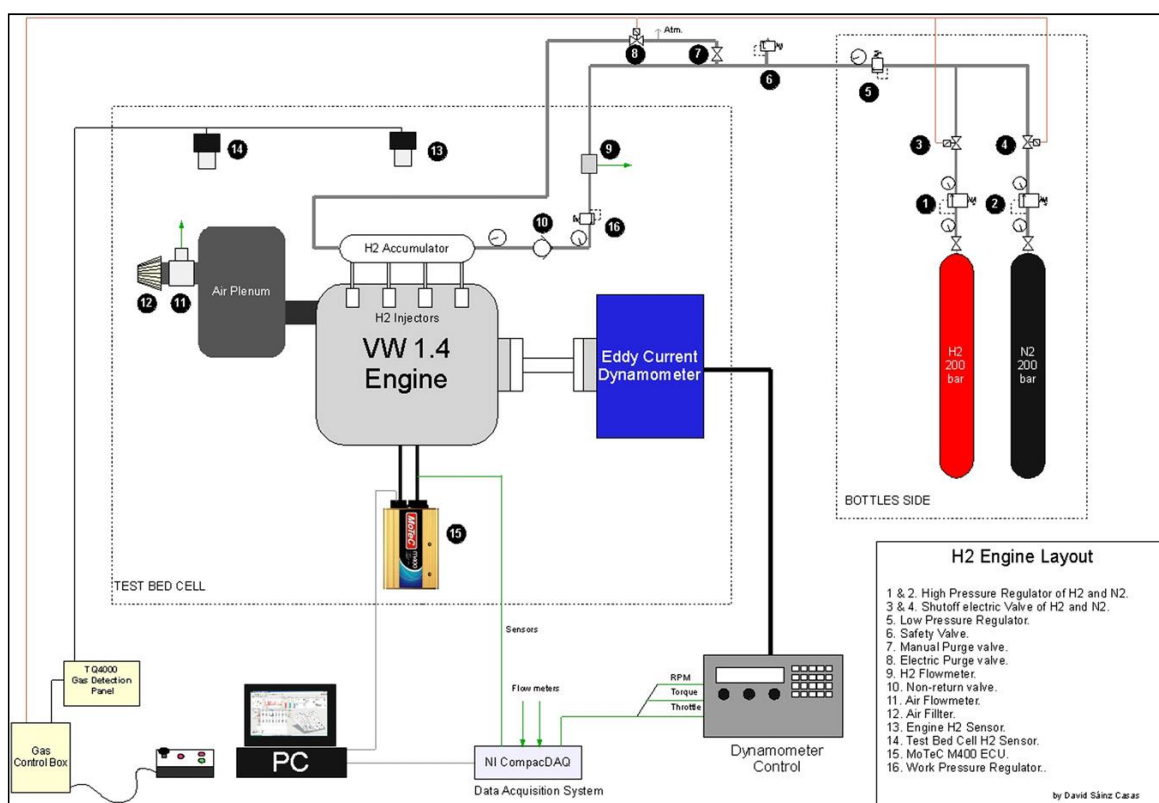 Atm.
8
7
6
5
14
13
9
3
4
1
2
16
10
H2 Accumulator
12
11
Air Plenum
H2 Injectors
VW 1.4
Engine
Eddy Current
Dynamometer
H2
200
bar
N2
200
bar
BOTTLES SIDE
MoTeC
M400
15
TEST BED CELL
Sensors
Flow meters
RPM
Torque
Throttle
TQ4000
Gas Detection
Panel
Gas
Control Box
PC
NI CompacDAQ
Data Acquisition System
Dynamometer
Control
H2 Engine Layout
1 & 2. High Pressure Regulator of H2 and N2.
3 & 4. Shutoff electric Valve of H2 and N2.
5. Low Pressure Regulator.
6. Safety Valve.
7. Manual Purge valve.
8. Electric Purge valve.
9. H2 Flowmeter.
10. Non-return valve.
11. Air Flowmeter.
12. Air Fillter.
13. Engine H2 Sensor.
14. Test Bed Cell H2 Sensor.
15. MoTeC M400 ECU.
16. Work Pressure Regulator..
by David Sáinz Casas